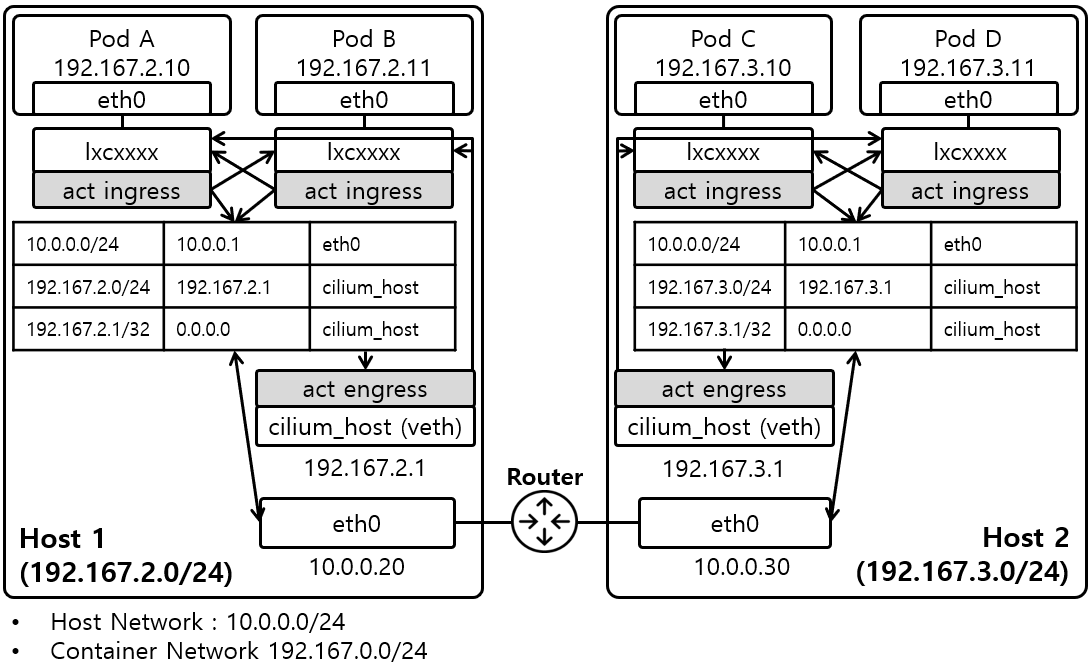 Pod A
192.167.2.10
eth0
lxcxxxx
act ingress
Pod B
192.167.2.11
eth0
lxcxxxx
act ingress
10.0.0.0/24 10.0.0.1 eth0
192.167.2.0/24 192.167.2.1 cilium_host
192.167.2.1/32 0.0.0.0 cilium_host
act engress
cilium_host (veth)
192.167.2.1
eth0
10.0.0.20
Host 1
(192.167.2.0/24)
Router
Pod C
192.167.3.10
eth0
lxcxxxx
act ingress
Pod D
192.167.3.11
eth0
lxcxxxx
act ingress
10.0.0.0/24 10.0.0.1 eth0
192.167.3.0/24 192.167.3.1 cilium_host
192.167.3.1/32 0.0.0.0 cilium_host
act engress
cilium_host (veth)
192.167.3.1
eth0
10.0.0.30
Host 2
(192.167.3.0/24)
• Host Network : 10.0.0.0/24
• Container Network 192.167.0.0/24